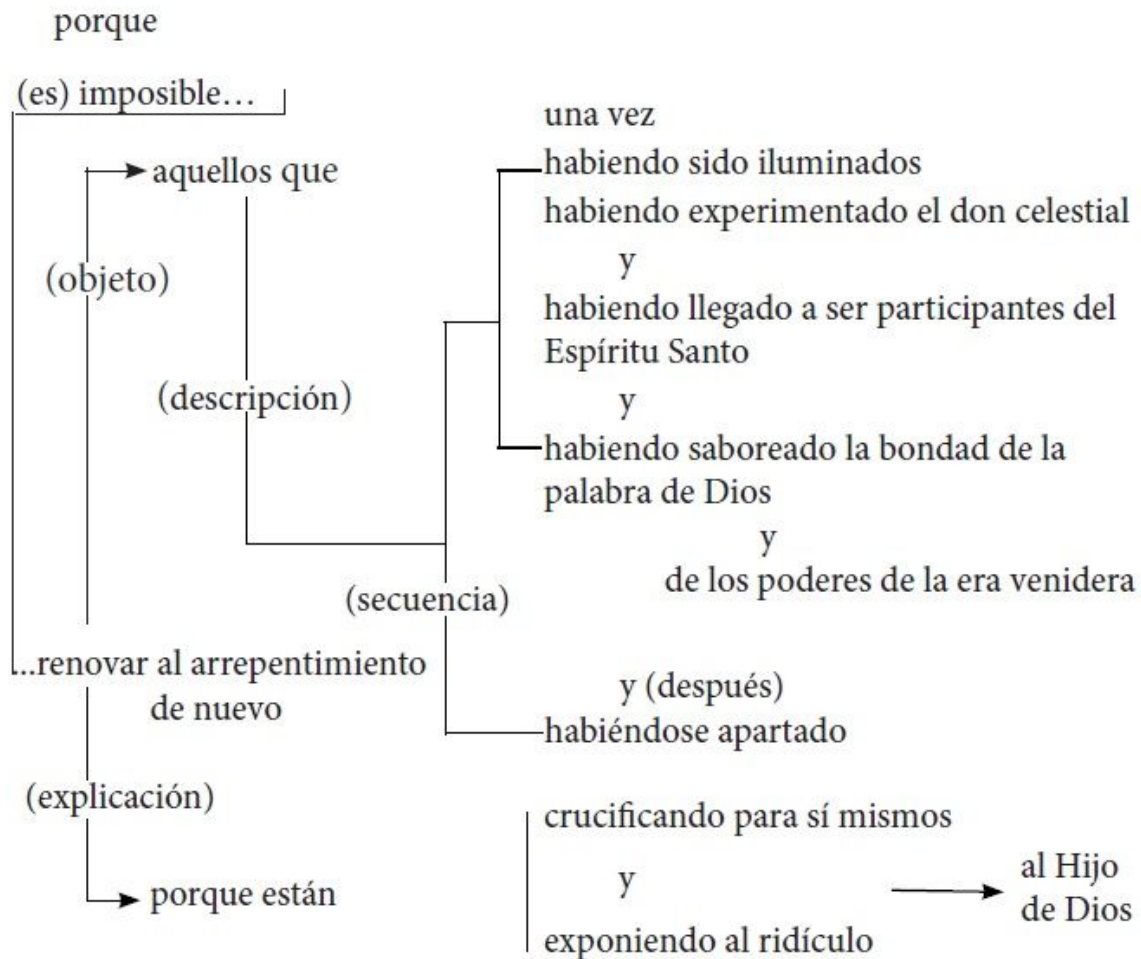 porque
(es) imposible…
una vez
aquellos que
habiendo sido iluminados
habiendo experimentado el don celestial
(objeto)
y
habiendo llegado a ser participantes del
Espíritu Santo
(descripción)
y
habiendo saboreado la bondad de la
palabra de Dios
y
de los poderes de la era venidera
(secuencia)
...renovar al arrepentimiento
de nuevo
y (después)
habiéndose apartado
(explicación)
porque están
crucificando para sí mismos
y
exponiendo al ridículo
al Hijo
de Dios